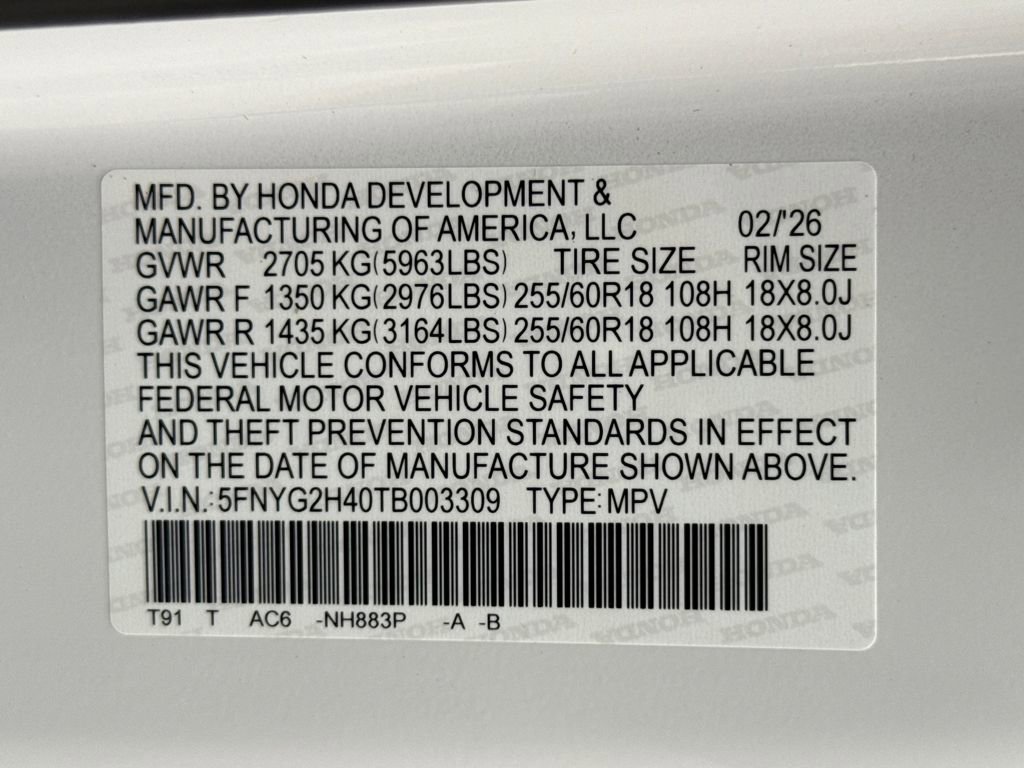 MFD. BY HONDA DEVELOPMENT &
MANUFACTURING OF AMERICA, LLC 02/'26
GVWR 2705 KG(5963LBS) TIRE SIZE RIM SIZE
GAWR F 1350 KG(2976LBS) 255/60R18 108H 18X8.0J
GAWR R 1435 KG(3164LBS) 255/60R18 108H 18X8.0J
THIS VEHICLE CONFORMS TO ALL APPLICABLE
FEDERAL MOTOR VEHICLE SAFETY
AND THEFT PREVENTION STANDARDS IN EFFECT
ON THE DATE OF MANUFACTURE SHOWN ABOVE.
V.I.N.: 5FNYG2H40TB003309 TYPE: MPV
T91 T AC6 -NH883P -A -B